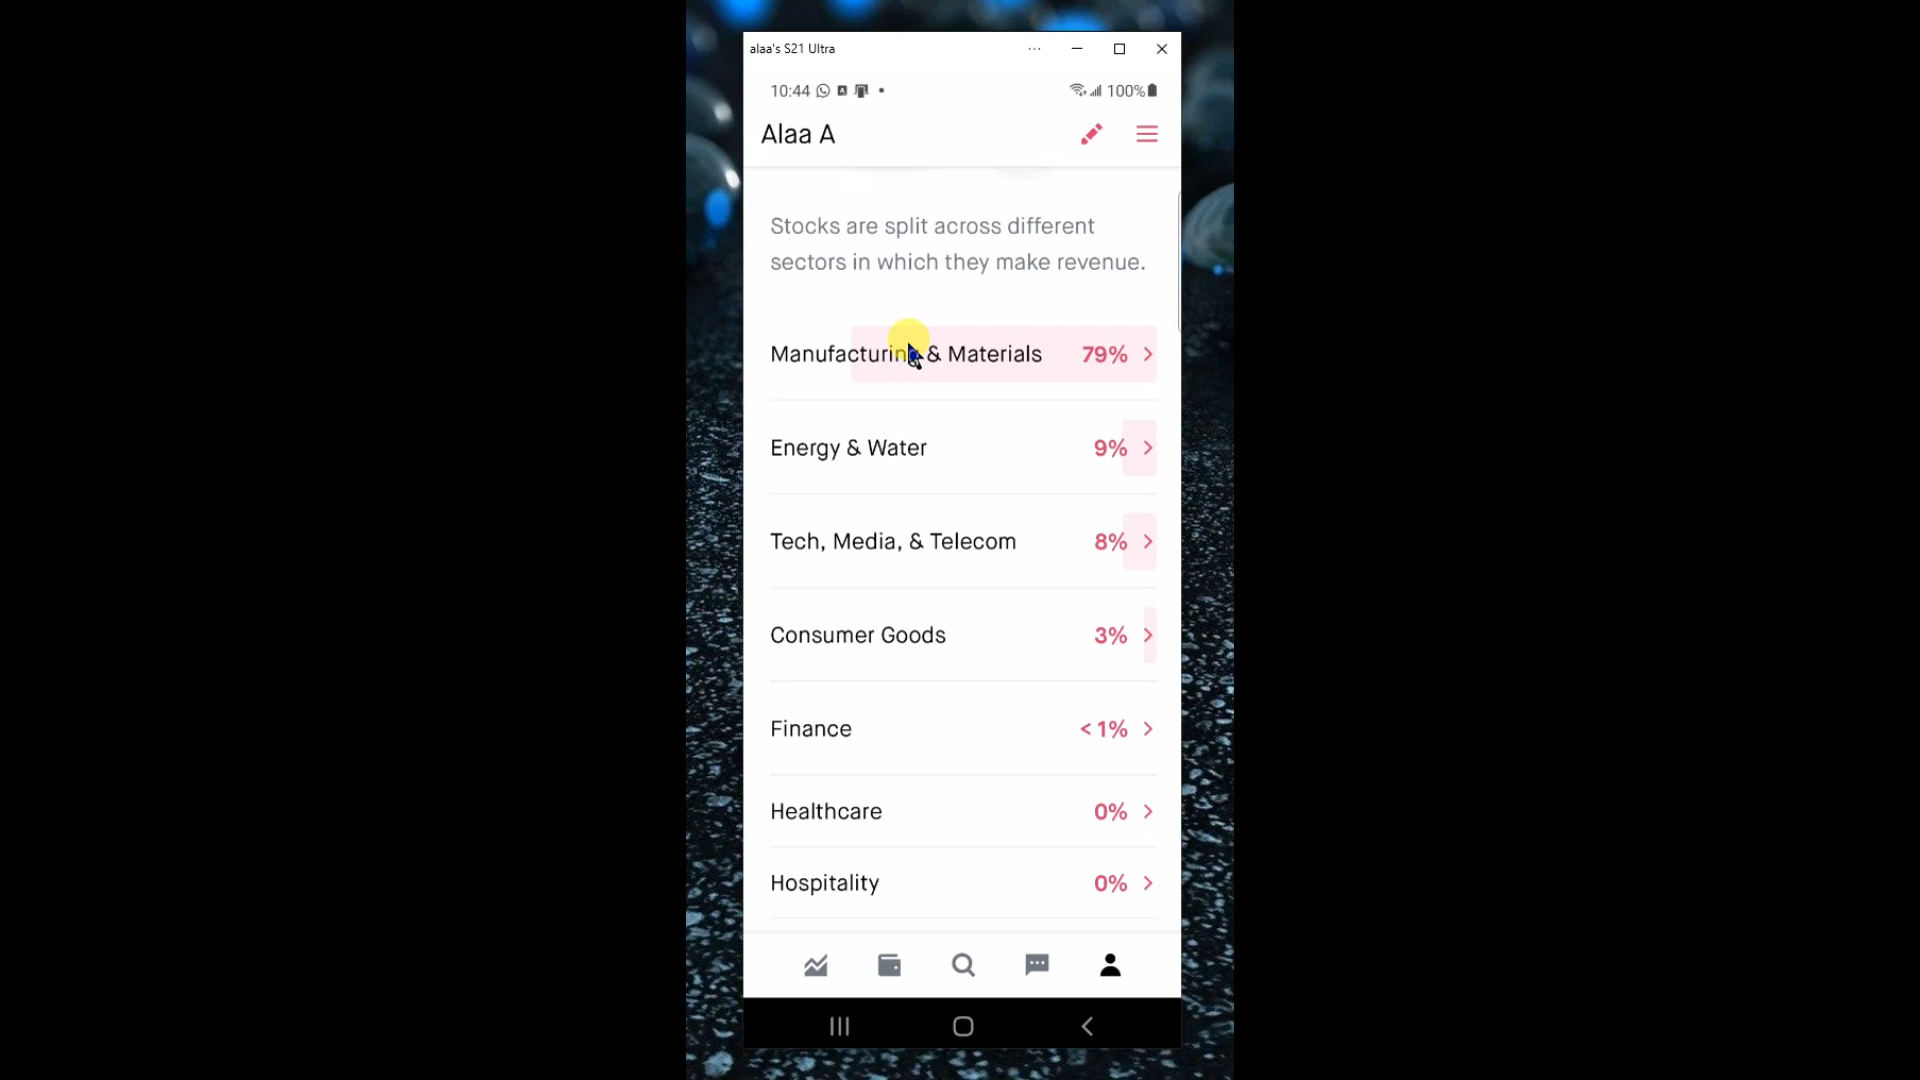 alaa's S21 Ultra
10:44 100%
Alaa A
Stocks are split across different
sectors in which they make revenue.
Manufacturing & Materials 79%
Energy & Water 9%
Tech, Media, & Telecom 8%
Consumer Goods 3%
Finance < 1%
Healthcare 0%
Hospitality 0%